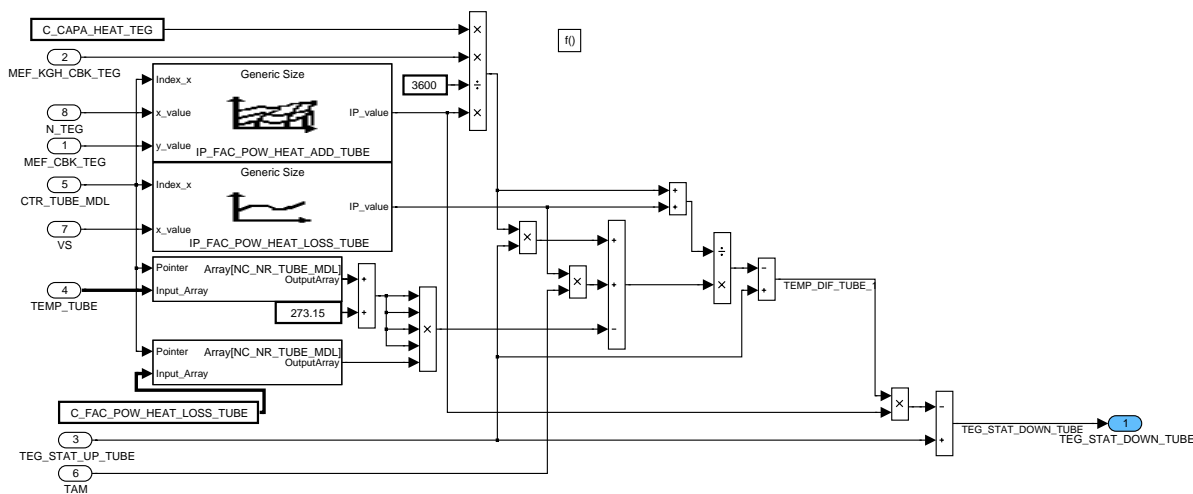 C_CAPA_HEAT_TEG
×
f()
2
×
MEF_KGH_CBK_TEG
Generic Size
Index_x
3600
÷
8
x_value
IP_value
×
N_TEG
1
y_value
MEF_CBK_TEG
IP_FAC_POW_HEAT_ADD_TUBE
Generic Size
5
Index_x
CTR_TUBE_MDL
+
IP_value
+
7
x_value
VS
IP_FAC_POW_HEAT_LOSS_TUBE
×
+
÷
Pointer
Array[NC_NR_TUBE_MDL]
OutputArray
4
Input_Array
TEMP_TUBE
+
×
+
×
−
+
TEMP_DIF_TUBE_1
273.15
+
×
−
Pointer
Array[NC_NR_TUBE_MDL]
OutputArray
Input_Array
C_FAC_POW_HEAT_LOSS_TUBE
×
−
TEG_STAT_DOWN_TUBE
1
TEG_STAT_DOWN_TUBE
3
+
TEG_STAT_UP_TUBE
6
TAM